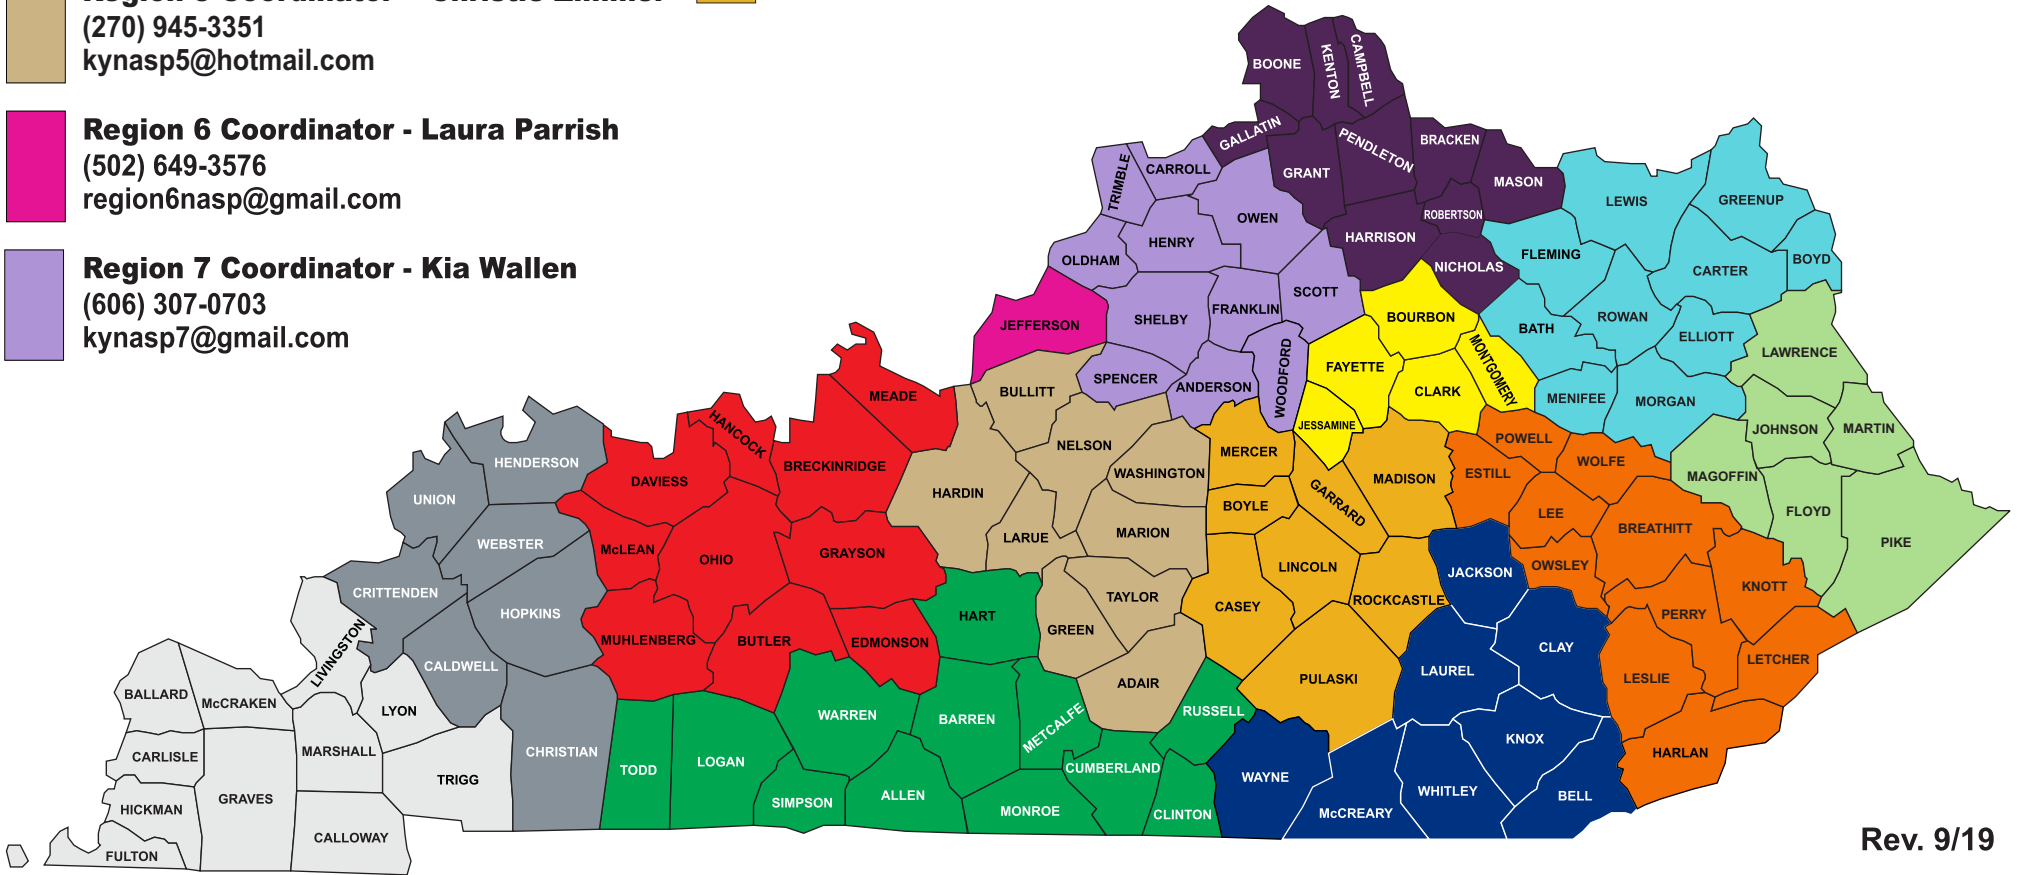 (270) 945-3351
kynasp5@hotmail.com
Region 6 Coordinator - Laura Parrish
(502) 649-3576
region6nasp@gmail.com
Region 7 Coordinator - Kia Wallen
(606) 307-0703
kynasp7@gmail.com
BOONE
KENTON
CAMPBELL
GALLATIN
GRANT
PENDLETON
BRACKEN
MASON
ROBERTSON
HARRISON
NICHOLAS
TRIMBLE
CARROLL
OWEN
HENRY
OLDHAM
SHELBY
FRANKLIN
SCOTT
SPENCER
ANDERSON
WOODFORD
JEFFERSON
LEWIS
GREENUP
FLEMING
CARTER
BOYD
BATH
ROWAN
ELLIOTT
MENIFEE
MORGAN
BOURBON
FAYETTE
CLARK
MONTGOMERY
JESSAMINE
LAWRENCE
JOHNSON
MARTIN
MAGOFFIN
FLOYD
PIKE
BULLITT
NELSON
WASHINGTON
HARDIN
LARUE
MARION
TAYLOR
GREEN
ADAIR
MERCER
BOYLE
GARRARD
MADISON
LINCOLN
CASEY
ROCKCASTLE
PULASKI
POWELL
ESTILL
WOLFE
LEE
BREATHITT
OWSLEY
PERRY
KNOTT
LESLIE
LETCHER
HARLAN
JACKSON
CLAY
LAUREL
KNOX
WAYNE
McCREARY
WHITLEY
BELL
MEADE
HANCOCK
BRECKINRIDGE
DAVIESS
McLEAN
OHIO
GRAYSON
MUHLENBERG
BUTLER
EDMONSON
HART
WARREN
BARREN
METCALFE
RUSSELL
TODD
LOGAN
SIMPSON
ALLEN
MONROE
CUMBERLAND
CLINTON
HENDERSON
UNION
WEBSTER
CRITTENDEN
HOPKINS
CALDWELL
CHRISTIAN
LIVINGSTON
BALLARD
McCRAKEN
LYON
CARLISLE
MARSHALL
TRIGG
HICKMAN
GRAVES
CALLOWAY
FULTON
Rev. 9/19